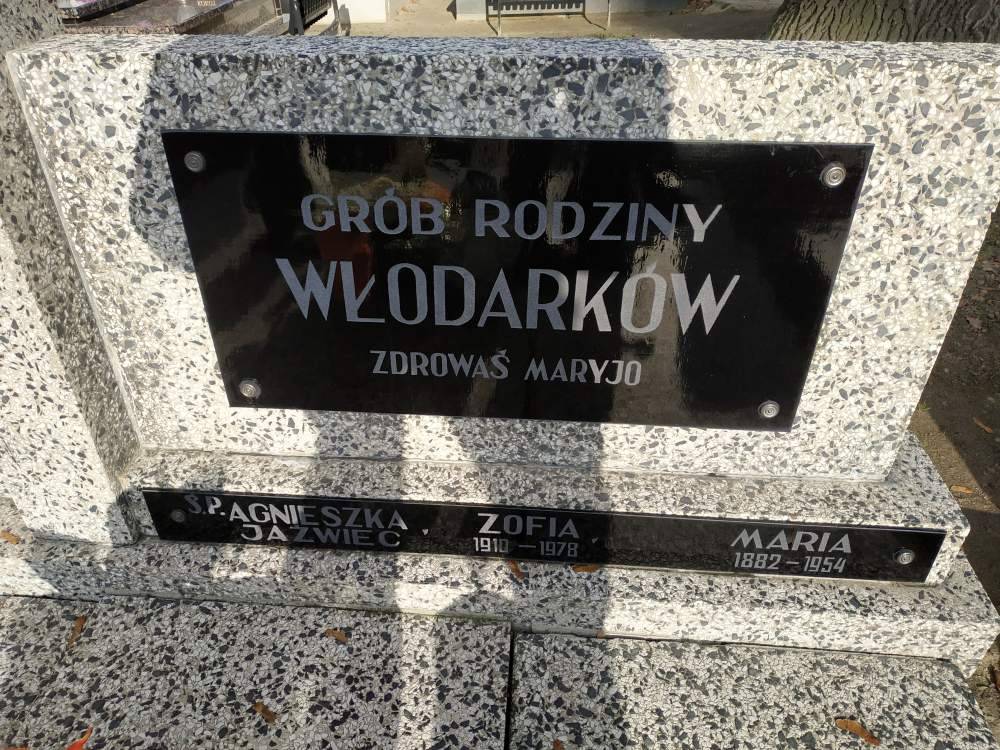 GRÓB RODZINY
WŁODARKÓW
ZDROWAŚ MARYJO
Ś.P. AGNIESZKA
JAŹWIEC
ZOFIA
1910 – 1978
MARIA
1882 – 1954